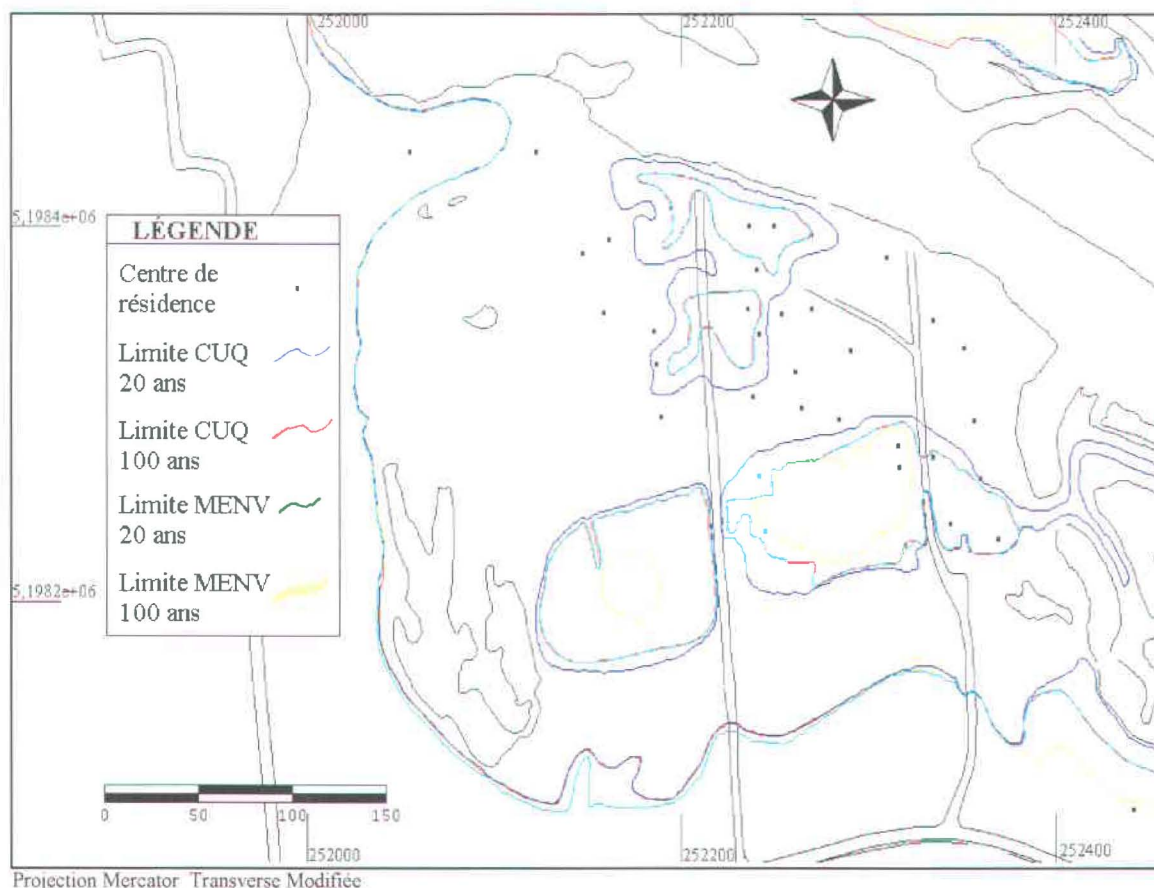 252000 252200 252400
5,1984e+06
LÉGENDE
Centre de
résidence
Limite CUQ
20 ans
Limite CUQ
100 ans
Limite MENV
20 ans
5,1982e+06
Limite MENV
100 ans
0 50 100 150
252000 252200 252400
Projection Mercator Transverse Modifiée